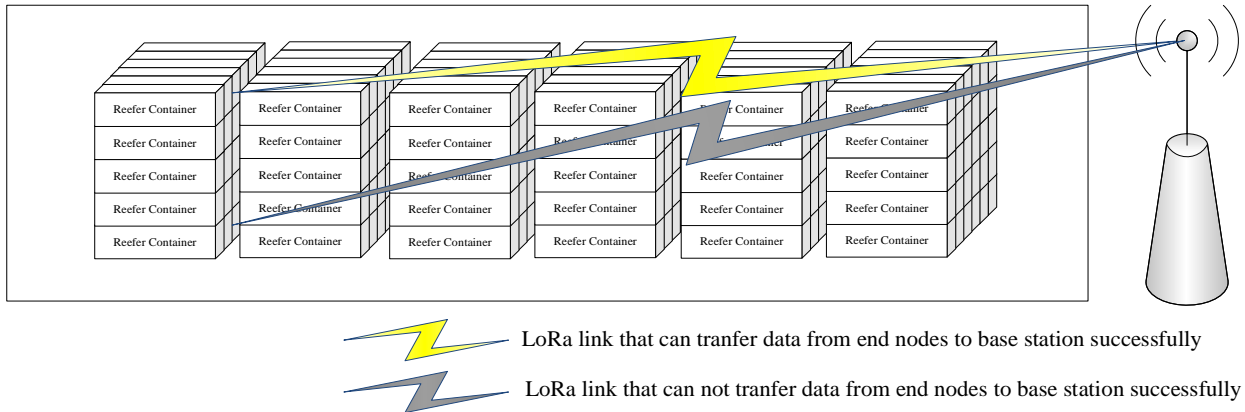 Reefer Container Reefer Container Reefer Container Reefer Container Reefer Container Reefer Container
Reefer Container Reefer Container Reefer Container Reefer Container Reefer Container Reefer Container
Reefer Container Reefer Container Reefer Container Reefer Container Reefer Container Reefer Container
Reefer Container Reefer Container Reefer Container Reefer Container Reefer Container Reefer Container
Reefer Container Reefer Container Reefer Container Reefer Container Reefer Container Reefer Container
LoRa link that can tranfer data from end nodes to base station successfully
LoRa link that can not tranfer data from end nodes to base station successfully